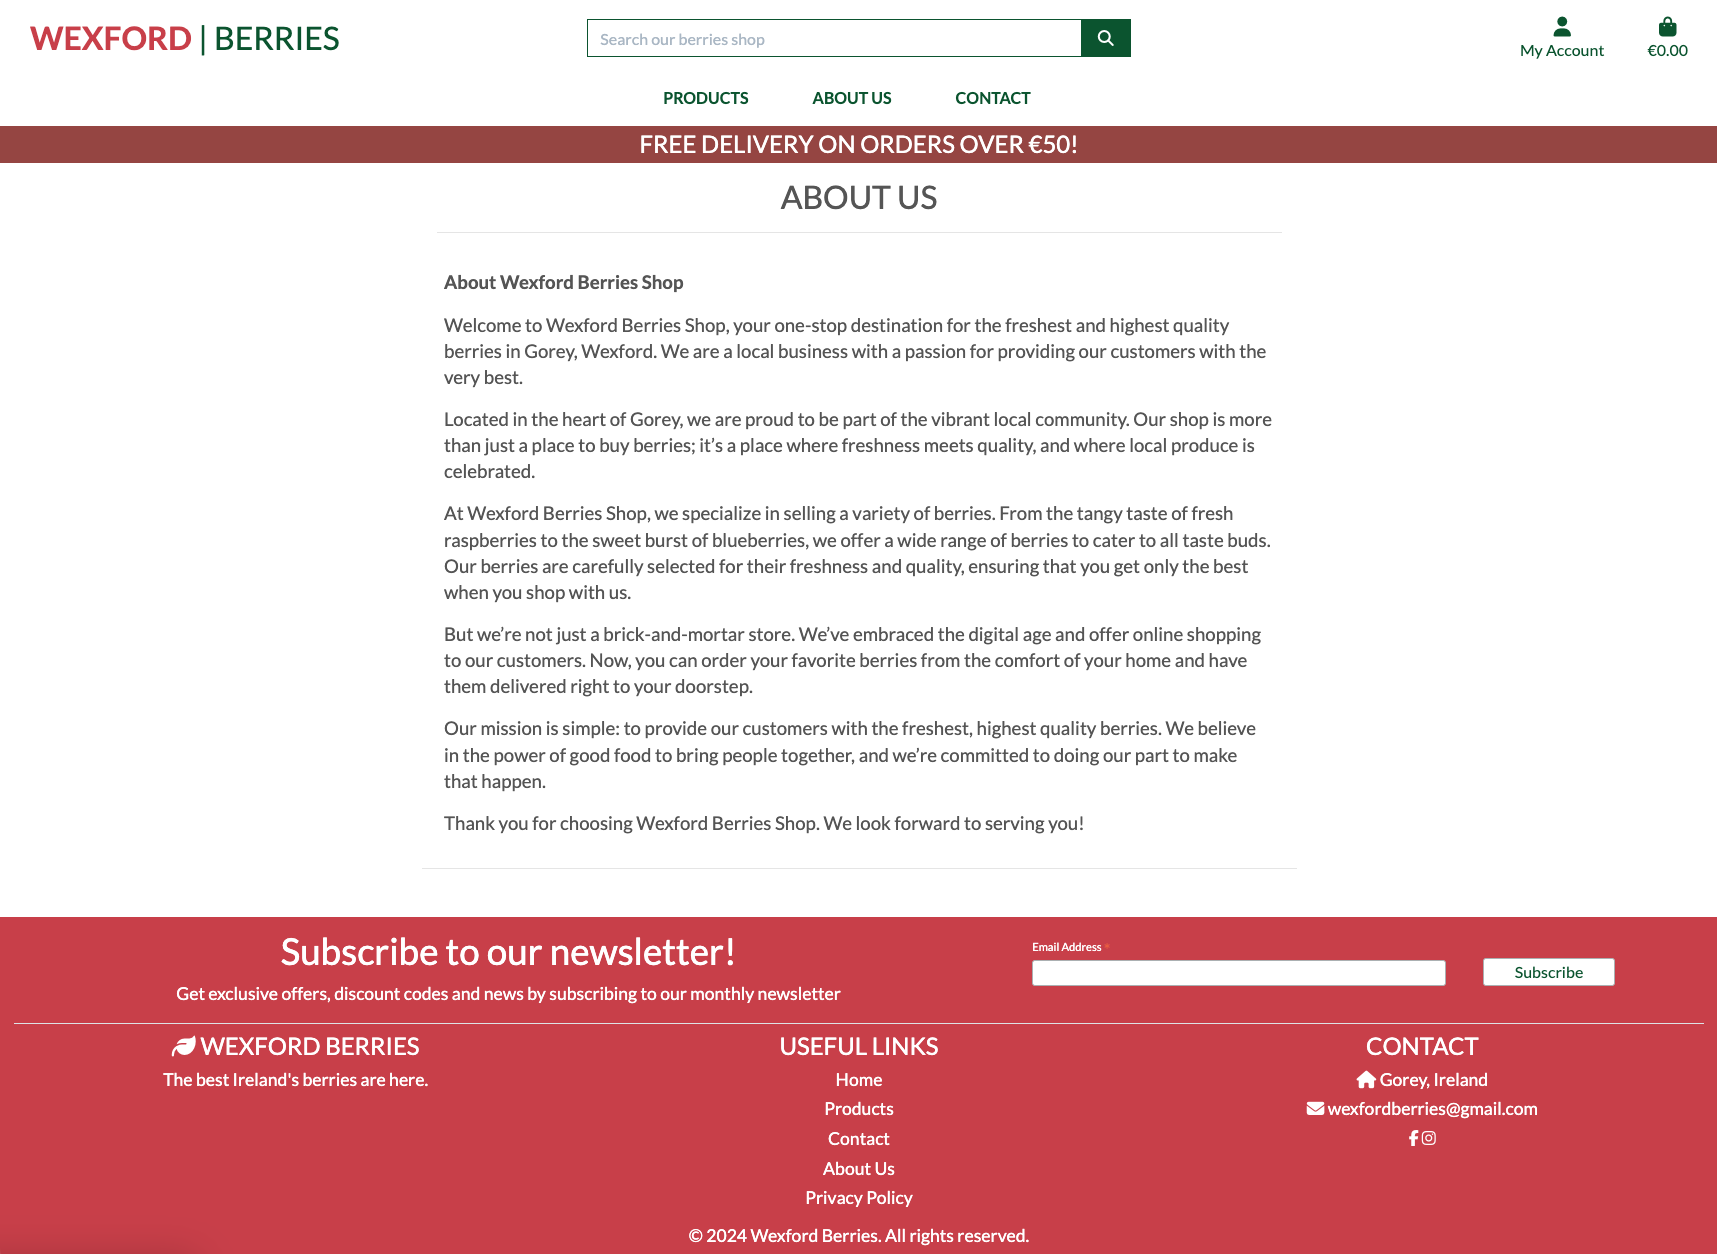 WEXFORD | BERRIES
Search our berries shop
My Account
€0.00
PRODUCTS
ABOUT US
CONTACT
FREE DELIVERY ON ORDERS OVER €50!
ABOUT US
About Wexford Berries Shop
Welcome to Wexford Berries Shop, your one-stop destination for the freshest and highest quality
berries in Gorey, Wexford. We are a local business with a passion for providing our customers with the
very best.
Located in the heart of Gorey, we are proud to be part of the vibrant local community. Our shop is more
than just a place to buy berries; it’s a place where freshness meets quality, and where local produce is
celebrated.
At Wexford Berries Shop, we specialize in selling a variety of berries. From the tangy taste of fresh
raspberries to the sweet burst of blueberries, we offer a wide range of berries to cater to all taste buds.
Our berries are carefully selected for their freshness and quality, ensuring that you get only the best
when you shop with us.
But we’re not just a brick-and-mortar store. We’ve embraced the digital age and offer online shopping
to our customers. Now, you can order your favorite berries from the comfort of your home and have
them delivered right to your doorstep.
Our mission is simple: to provide our customers with the freshest, highest quality berries. We believe
in the power of good food to bring people together, and we’re committed to doing our part to make
that happen.
Thank you for choosing Wexford Berries Shop. We look forward to serving you!
Subscribe to our newsletter!
Get exclusive offers, discount codes and news by subscribing to our monthly newsletter
Email Address *
Subscribe
WEXFORD BERRIES
The best Ireland's berries are here.
USEFUL LINKS
Home
Products
Contact
About Us
Privacy Policy
CONTACT
Gorey, Ireland
wexfordberries@gmail.com
© 2024 Wexford Berries. All rights reserved.